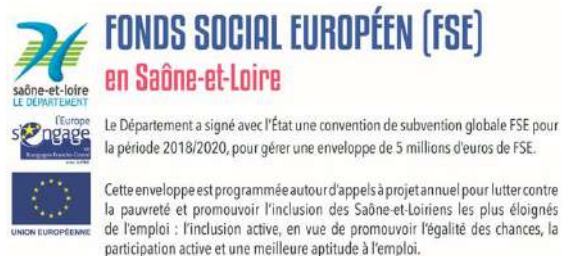 FONDS SOCIAL EUROPÉEN (FSE)
en Saône-et-Loire
saône-et-loire
LE DÉPARTEMENT
l'Europe
s'engage
UNION EUROPÉENNE
Le Département a signé avec l'État une convention de subvention globale FSE pour
la période 2018/2020, pour gérer une enveloppe de 5 millions d'euros de FSE.
Cette enveloppe est programmée autour d'appels à projet annuel pour lutter contre
la pauvreté et promouvoir l'inclusion des Saône-et-Loiriens les plus éloignés
de l'emploi : l'inclusion active, en vue de promouvoir l'égalité des chances, la
participation active et une meilleure aptitude à l'emploi.